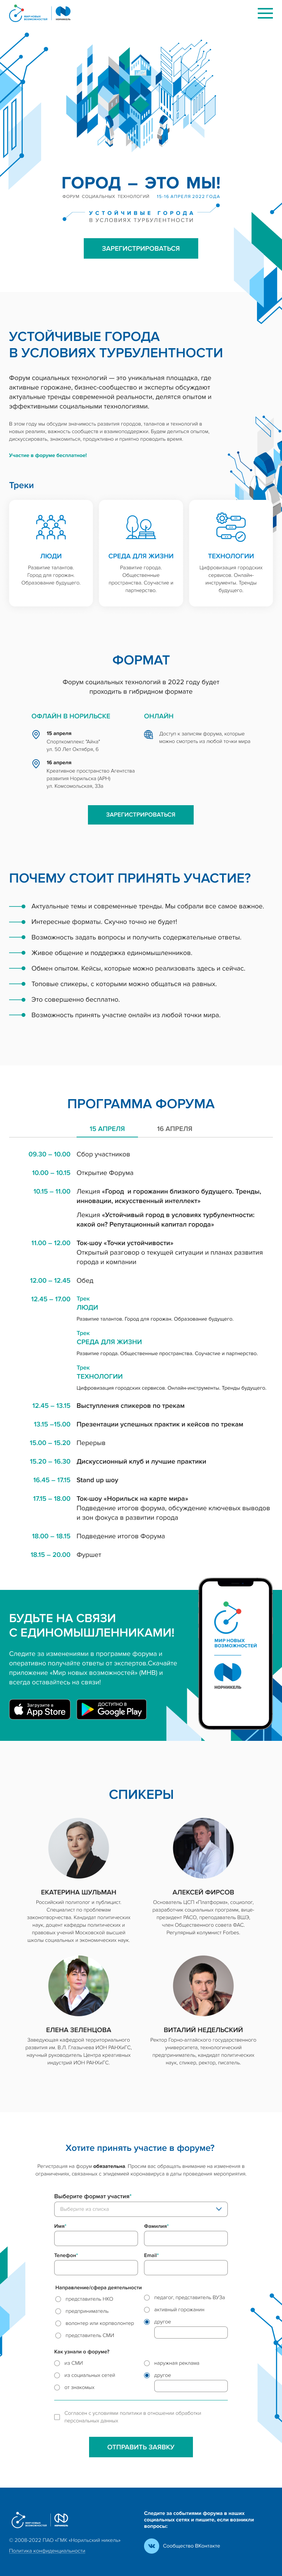 МИР НОВЫХ
ВОЗМОЖНОСТЕЙ
НОРНИКЕЛЬ
ГОРОД – ЭТО МЫ!
ФОРУМ СОЦИАЛЬНЫХ ТЕХНОЛОГИЙ 15-16 АПРЕЛЯ 2022 ГОДА
УСТОЙЧИВЫЕ ГОРОДА
В УСЛОВИЯХ ТУРБУЛЕНТНОСТИ
ЗАРЕГИСТРИРОВАТЬСЯ
УСТОЙЧИВЫЕ ГОРОДА
В УСЛОВИЯХ ТУРБУЛЕНТНОСТИ
Форум социальных технологий — это уникальная площадка, где
активные горожане, бизнес-сообщество и эксперты обсуждают
актуальные тренды современной реальности, делятся опытом и
эффективными социальными технологиями.
В этом году мы обсудим значимость развития городов, талантов и технологий в
новых реалиях, важность сообществ и взаимоподдержки. Будем делиться опытом,
дискуссировать, знакомиться, продуктивно и приятно проводить время.
Участие в форуме бесплатное!
Треки
ЛЮДИ
Развитие талантов.
Город для горожан.
Образование будущего.
СРЕДА ДЛЯ ЖИЗНИ
Развитие города.
Общественные
пространства. Соучастие и
партнерство.
ТЕХНОЛОГИИ
Цифровизация городских
сервисов. Онлайн-
инструменты. Тренды
будущего.
ФОРМАТ
Форум социальных технологий в 2022 году будет
проходить в гибридном формате
ОФЛАЙН В НОРИЛЬСКЕ
15 апреля
Спорткомплекс "Айка"
ул. 50 Лет Октября, 6
16 апреля
Креативное пространство Агентства
развития Норильска (АРН)
ул. Комсомольская, 33а
ОНЛАЙН
Доступ к записям форума, которые
можно смотреть из любой точки мира
ЗАРЕГИСТРИРОВАТЬСЯ
ПОЧЕМУ СТОИТ ПРИНЯТЬ УЧАСТИЕ?
Актуальные темы и современные тренды. Мы собрали все самое важное.
Интересные форматы. Скучно точно не будет!
Возможность задать вопросы и получить содержательные ответы.
Живое общение и поддержка единомышленников.
Обмен опытом. Кейсы, которые можно реализовать здесь и сейчас.
Топовые спикеры, с которыми можно общаться на равных.
Это совершенно бесплатно.
Возможность принять участие онлайн из любой точки мира.
ПРОГРАММА ФОРУМА
15 АПРЕЛЯ 16 АПРЕЛЯ
09.30 – 10.00 Сбор участников
10.00 – 10.15 Открытие Форума
10.15 – 11.00 Лекция «Город и горожанин близкого будущего. Тренды,
инновации, искусственный интеллект»
Лекция «Устойчивый город в условиях турбулентности:
какой он? Репутационный капитал города»
11.00 – 12.00 Ток-шоу «Точки устойчивости»
Открытый разговор о текущей ситуации и планах развития
города и компании
12.00 – 12.45 Обед
12.45 – 17.00 Трек
ЛЮДИ
Развитие талантов. Город для горожан. Образование будущего.
Трек
СРЕДА ДЛЯ ЖИЗНИ
Развитие города. Общественные пространства. Соучастие и партнерство.
Трек
ТЕХНОЛОГИИ
Цифровизация городских сервисов. Онлайн-инструменты. Тренды будущего.
12.45 – 13.15 Выступления спикеров по трекам
13.15 –15.00 Презентации успешных практик и кейсов по трекам
15.00 – 15.20 Перерыв
15.20 – 16.30 Дискуссионный клуб и лучшие практики
16.45 – 17.15 Stand up шоу
17.15 – 18.00 Ток-шоу «Норильск на карте мира»
Подведение итогов форума, обсуждение ключевых выводов
и зон фокуса в развитии города
18.00 – 18.15 Подведение итогов Форума
18.15 – 20.00 Фуршет
БУДЬТЕ НА СВЯЗИ
С ЕДИНОМЫШЛЕННИКАМИ!
Следите за изменениями в программе форума и
оперативно получайте ответы от экспертов.Скачайте
приложение «Мир новых возможностей» (МНВ) и
всегда оставайтесь на связи!
Загрузите в
App Store
ДОСТУПНО В
Google Play
МИР НОВЫХ
ВОЗМОЖНОСТЕЙ
НОРНИКЕЛЬ
СПИКЕРЫ
ЕКАТЕРИНА ШУЛЬМАН
Российский политолог и публицист.
Специалист по проблемам
законотворчества. Кандидат политических
наук, доцент кафедры политических и
правовых учений Московской высшей
школы социальных и экономических наук.
АЛЕКСЕЙ ФИРСОВ
Основатель ЦСП «Платформа», социолог,
разработчик социальных программ, вице-
президент РАСО, преподаватель ВШЭ,
член Общественного совета ФАС.
Регулярный колумнист Forbes.
ЕЛЕНА ЗЕЛЕНЦОВА
Заведующая кафедрой территориального
развития им. В.Л. Глазычева ИОН РАНХиГС,
научный руководитель Центра креативных
индустрий ИОН РАНХиГС.
ВИТАЛИЙ НЕДЕЛЬСКИЙ
Ректор Горно-алтайского государственного
университета, технологический
предприниматель, кандидат политических
наук, спикер, ректор, писатель.
Хотите принять участие в форуме?
Регистрация на форум обязательна. Просим вас обращать внимание на изменения в
ограничениях, связанных с эпидемией коронавируса и даты проведения мероприятия.
Выберите формат участия*
Выберите из списка
Имя* Фамилия*
Телефон* Email*
Направление/сфера деятельности
представитель НКО
предприниматель
волонтер или корпволонтер
представитель СМИ
педагог, представитель ВУЗа
активный горожанин
другое
Как узнали о форуме?
из СМИ
из социальных сетей
от знакомых
наружная реклама
другое
Согласен с условиями политики в отношении обработки
персональных данных
ОТПРАВИТЬ ЗАЯВКУ
МИР НОВЫХ
ВОЗМОЖНОСТЕЙ
НОРНИКЕЛЬ
© 2008-2022 ПАО «ГМК «Норильский никель»
Политика конфиденциальности
Следите за событиями форума в наших
социальных сетях и пишите, если возникли
вопросы:
Сообщество ВКонтакте